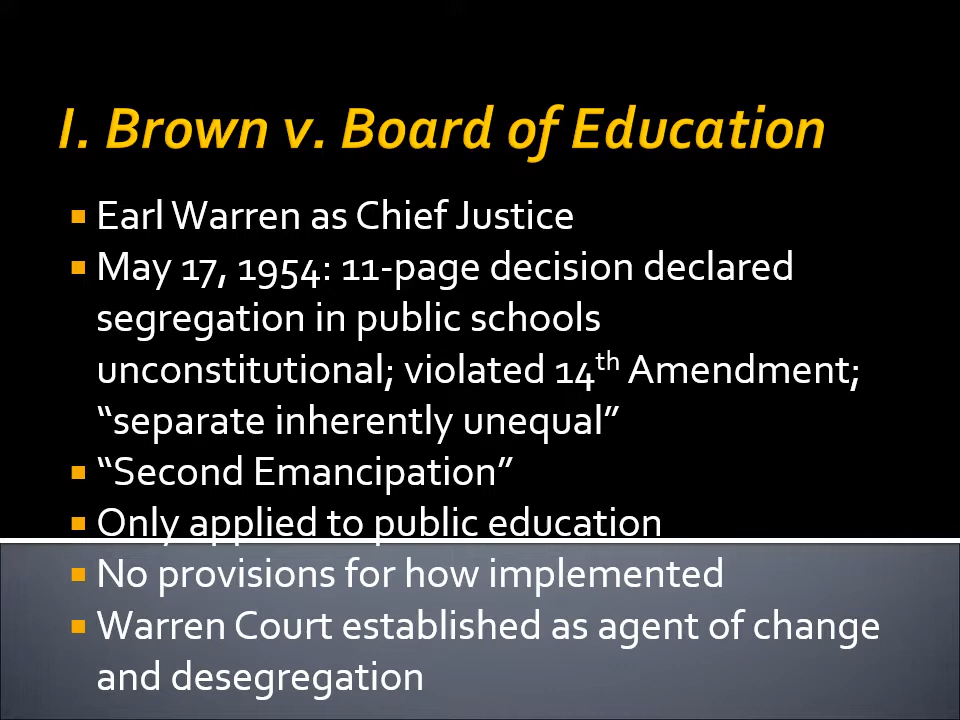 I. Brown v. Board of Education
▪ Earl Warren as Chief Justice
▪ May 17, 1954: 11-page decision declared
segregation in public schools
unconstitutional; violated 14th Amendment;
“separate inherently unequal”
▪ “Second Emancipation”
▪ Only applied to public education
▪ No provisions for how implemented
▪ Warren Court established as agent of change
and desegregation